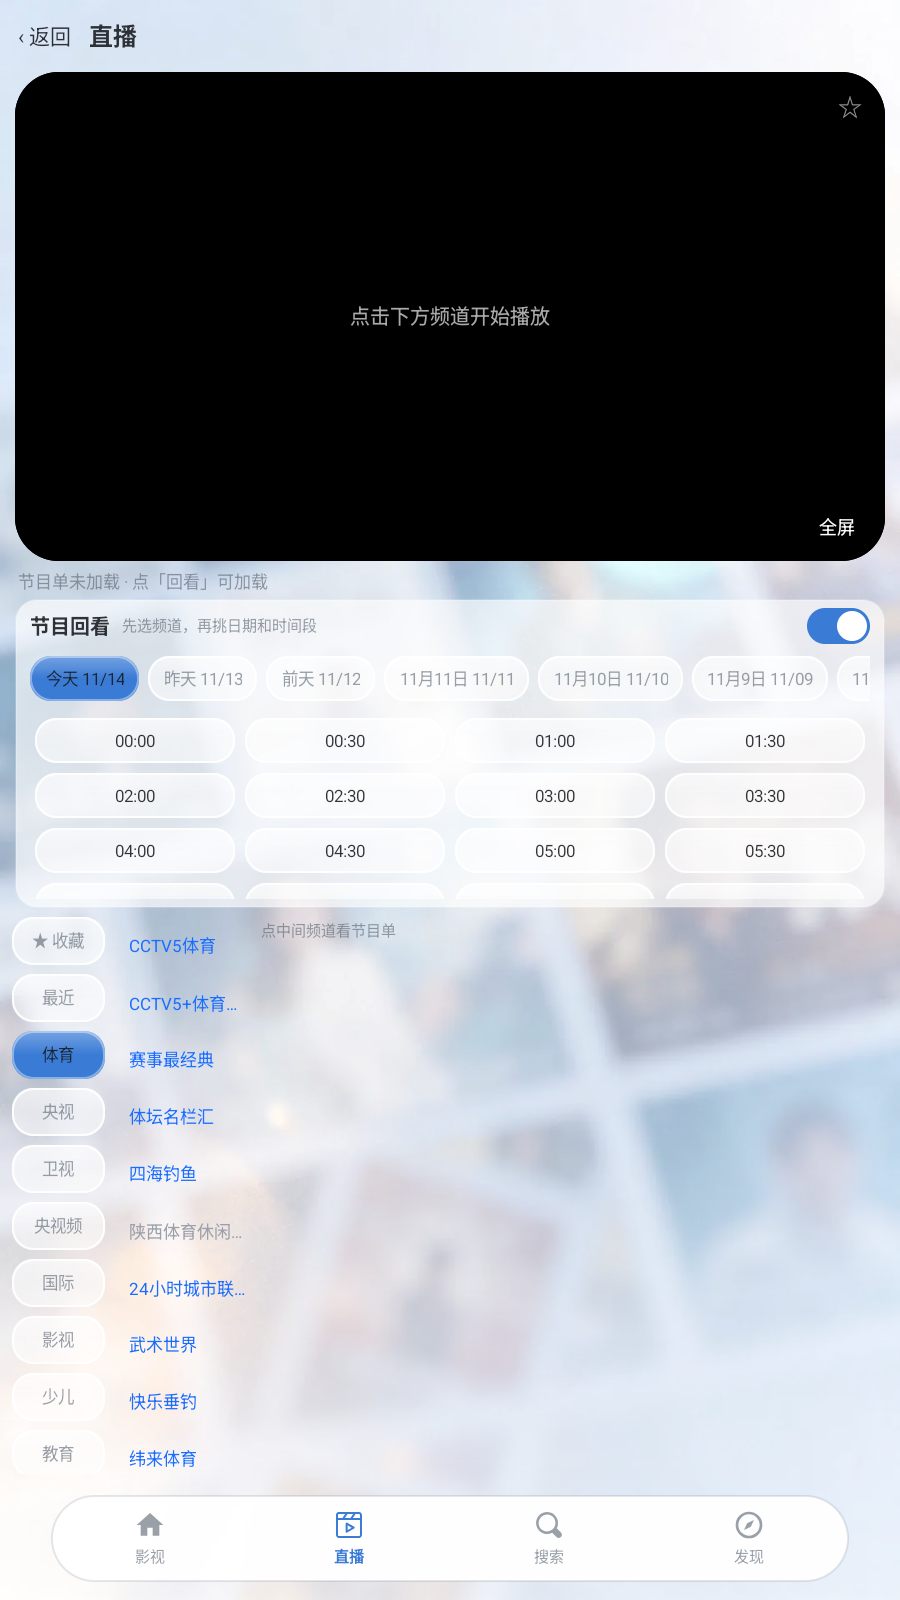 ‹ 返回 直播
☆
点击下方频道开始播放
全屏
节目单未加载 · 点「回看」可加载
节目回看 先选频道，再挑日期和时间段
今天 11/14 昨天 11/13 前天 11/12 11月11日 11/11 11月10日 11/10 11月9日 11/09 11
00:00 00:30 01:00 01:30
02:00 02:30 03:00 03:30
04:00 04:30 05:00 05:30
★ 收藏
最近
体育
央视
卫视
央视频
国际
影视
少儿
教育
CCTV5体育
CCTV5+体育...
赛事最经典
体坛名栏汇
四海钓鱼
陕西体育休闲...
24小时城市联...
武术世界
快乐垂钓
纬来体育
点中间频道看节目单
影视 直播 搜索 发现